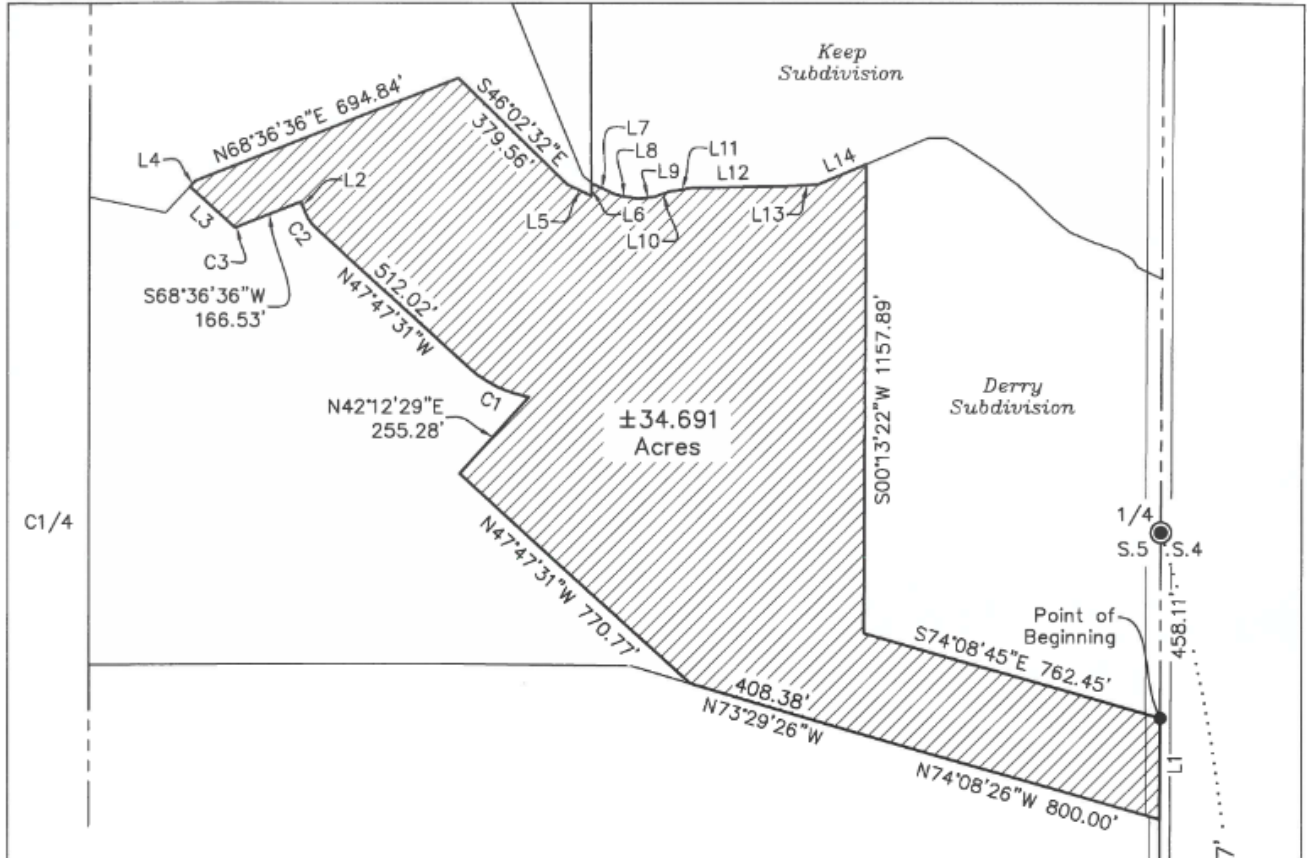 Keep
Subdivision
N68°36'36"E 694.84'
S46°02'32"E
379.56'
L4
L7
L8
L9
L11
L12
L14
L2
L3
L5
L6
L10
L13
C2
C3
S68°36'36"W
166.53'
512.02'
N47°47'31"W
S00°13'22"W 1157.89'
Derry
Subdivision
C1
N42°12'29"E
255.28'
±34.691
Acres
C1/4
1/4
S.5
S.4
N47°47'31"W 770.77'
Point of
Beginning
458.11'
S74°08'45"E 762.45'
408.38'
N73°29'26"W
L1
N74°08'26"W 800.00'
7'